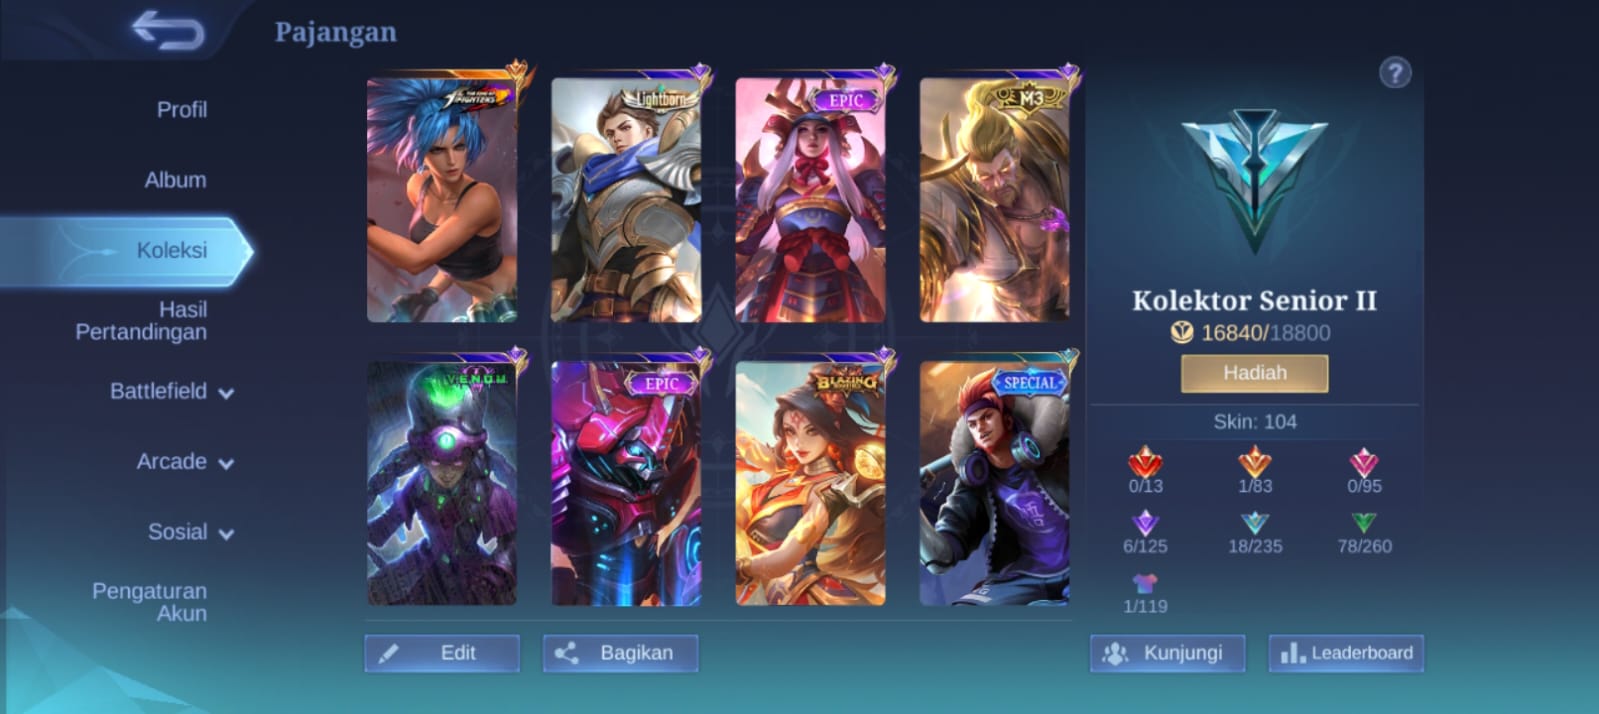 Pajangan
Profil
Album
Koleksi
Hasil
Pertandingan
Battlefield
Arcade
Sosial
Pengaturan
Akun
THE KING OF
FIGHTERS
Lightborn
EPIC
M3
V.E.N.O.M.
EPIC
BLAZING
SPECIAL
Edit
Bagikan
?
Kolektor Senior II
16840/18800
Hadiah
Skin: 104
0/13
1/83
0/95
6/125
18/235
78/260
1/119
Kunjungi
Leaderboard